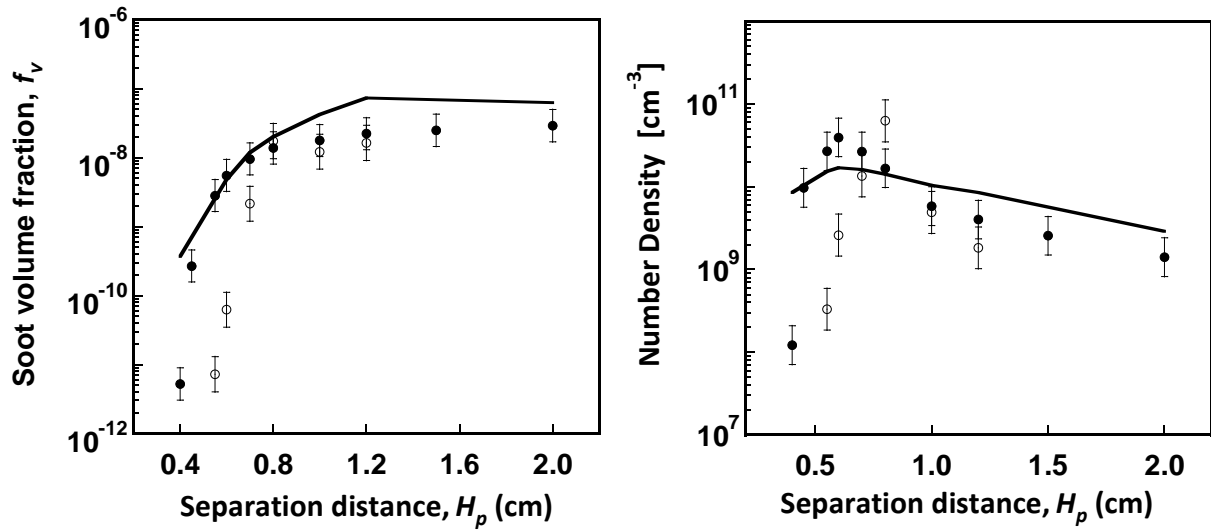 Soot volume fraction, f_v
10^-6
10^-8
10^-10
10^-12
0.4 0.8 1.2 1.6 2.0
Separation distance, H_p (cm)
Number Density [cm^-3]
10^11
10^9
10^7
0.5 1.0 1.5 2.0
Separation distance, H_p (cm)